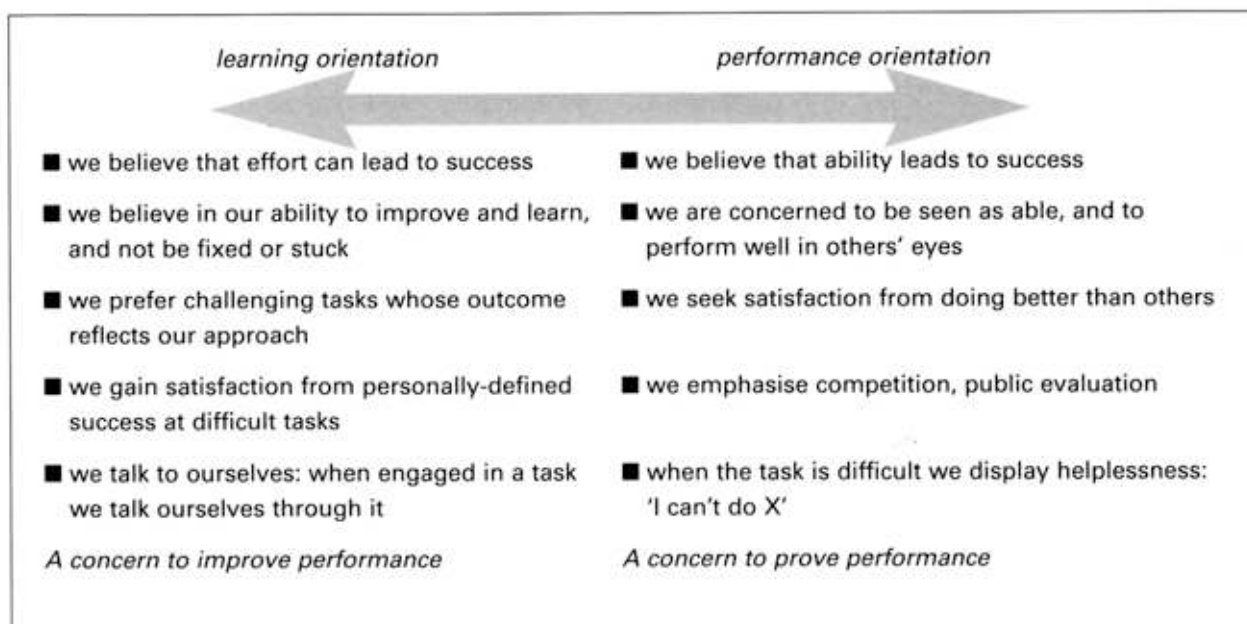 learning orientation
performance orientation
■ we believe that effort can lead to success
■ we believe in our ability to improve and learn,
and not be fixed or stuck
■ we prefer challenging tasks whose outcome
reflects our approach
■ we gain satisfaction from personally-defined
success at difficult tasks
■ we talk to ourselves: when engaged in a task
we talk ourselves through it
A concern to improve performance
■ we believe that ability leads to success
■ we are concerned to be seen as able, and to
perform well in others' eyes
■ we seek satisfaction from doing better than others
■ we emphasise competition, public evaluation
■ when the task is difficult we display helplessness:
'I can't do X'
A concern to prove performance